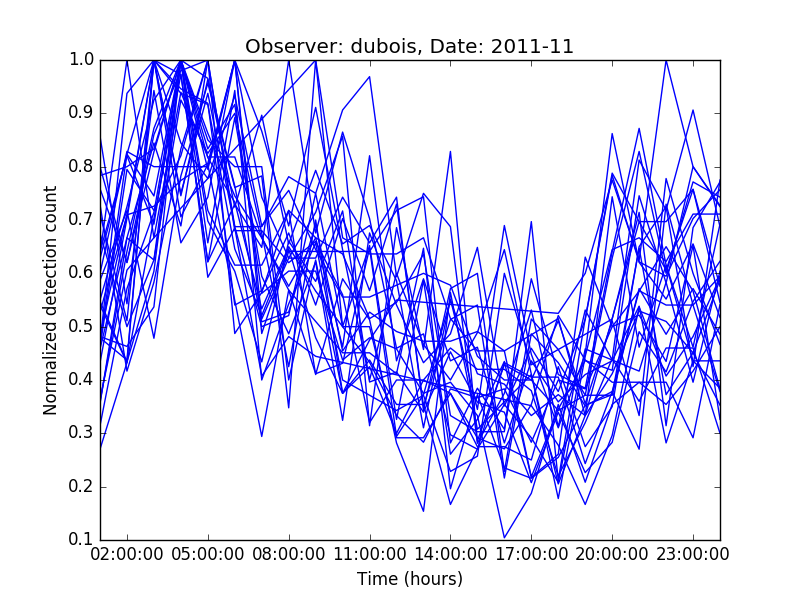 Observer: dubois, Date: 2011-11
1.0
0.9
0.8
0.7
0.6
0.5
0.4
0.3
0.2
0.1
Normalized detection count
02:00:00 05:00:00 08:00:00 11:00:00 14:00:00 17:00:00 20:00:00 23:00:00
Time (hours)